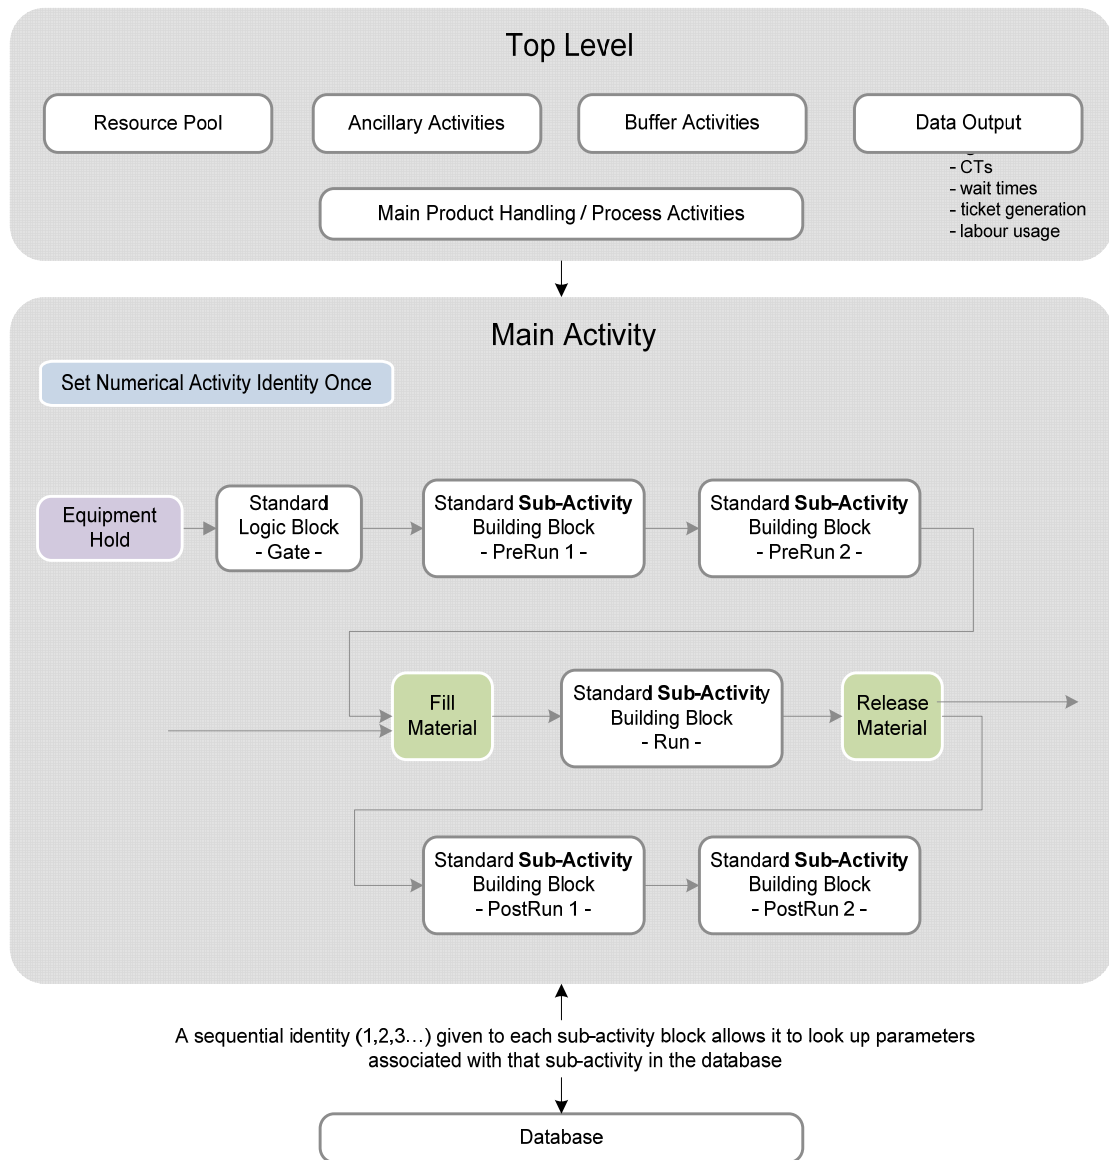 Top Level
Resource Pool
Ancillary Activities
Buffer Activities
Data Output
- CTs
- wait times
- ticket generation
- labour usage
Main Product Handling / Process Activities
Main Activity
Set Numerical Activity Identity Once
Equipment
Hold
Standard
Logic Block
- Gate -
Standard Sub-Activity
Building Block
- PreRun 1 -
Standard Sub-Activity
Building Block
- PreRun 2 -
Fill
Material
Standard Sub-Activity
Building Block
- Run -
Release
Material
Standard Sub-Activity
Building Block
- PostRun 1 -
Standard Sub-Activity
Building Block
- PostRun 2 -
A sequential identity (1,2,3…) given to each sub-activity block allows it to look up parameters
associated with that sub-activity in the database
Database